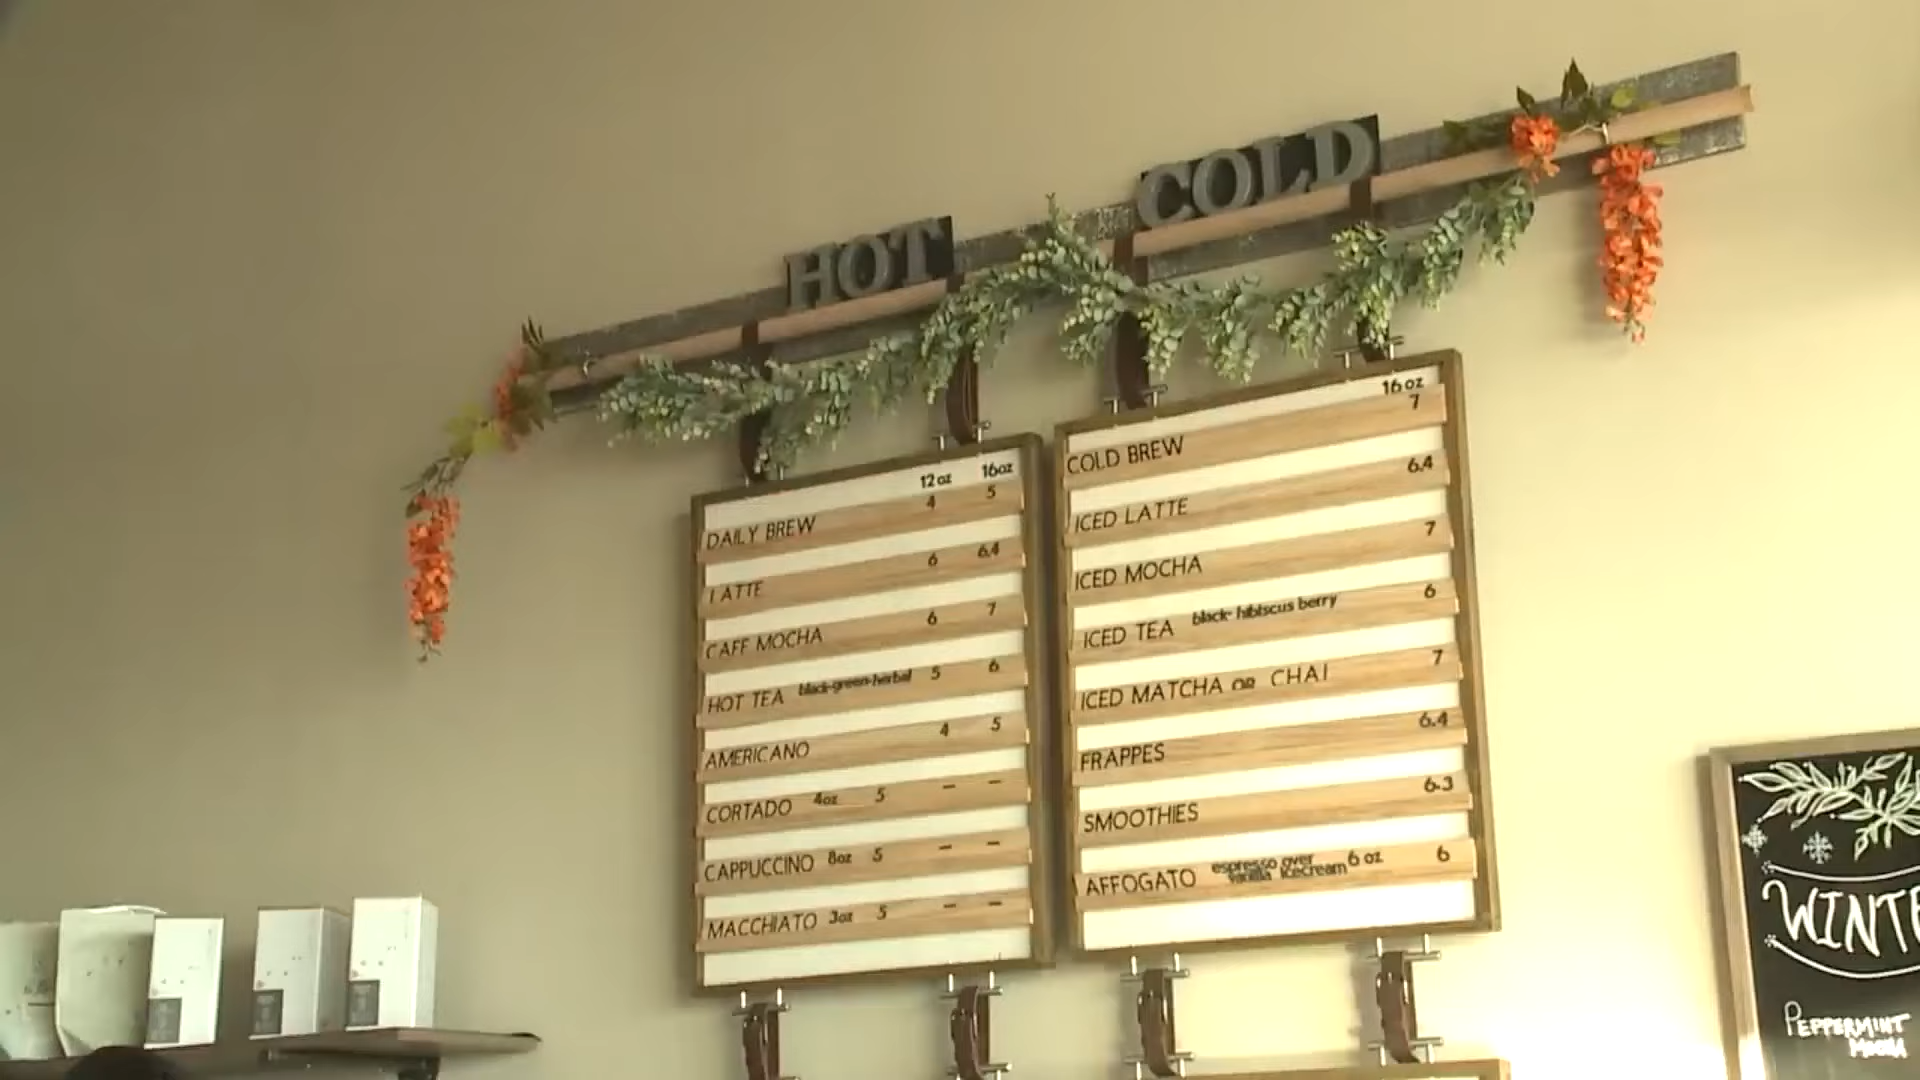 HOT
COLD
12 oz 16oz
4 5
DAILY BREW
6 6.4
LATTE
6 7
CAFF MOCHA
HOT TEA black-green-herbal 5 6
4 5
AMERICANO
CORTADO 4oz 5 – –
CAPPUCCINO 8oz 5 – –
MACCHIATO 3oz 5 – –
16 oz
7
COLD BREW
6.4
ICED LATTE
7
ICED MOCHA
ICED TEA black- hibiscus berry 6
7
ICED MATCHA OR CHAI
6.4
FRAPPES
6.3
SMOOTHIES
AFFOGATO espresso over vanilla icecream 6 oz 6
WINTE
PEPPERMINT
MOCHA